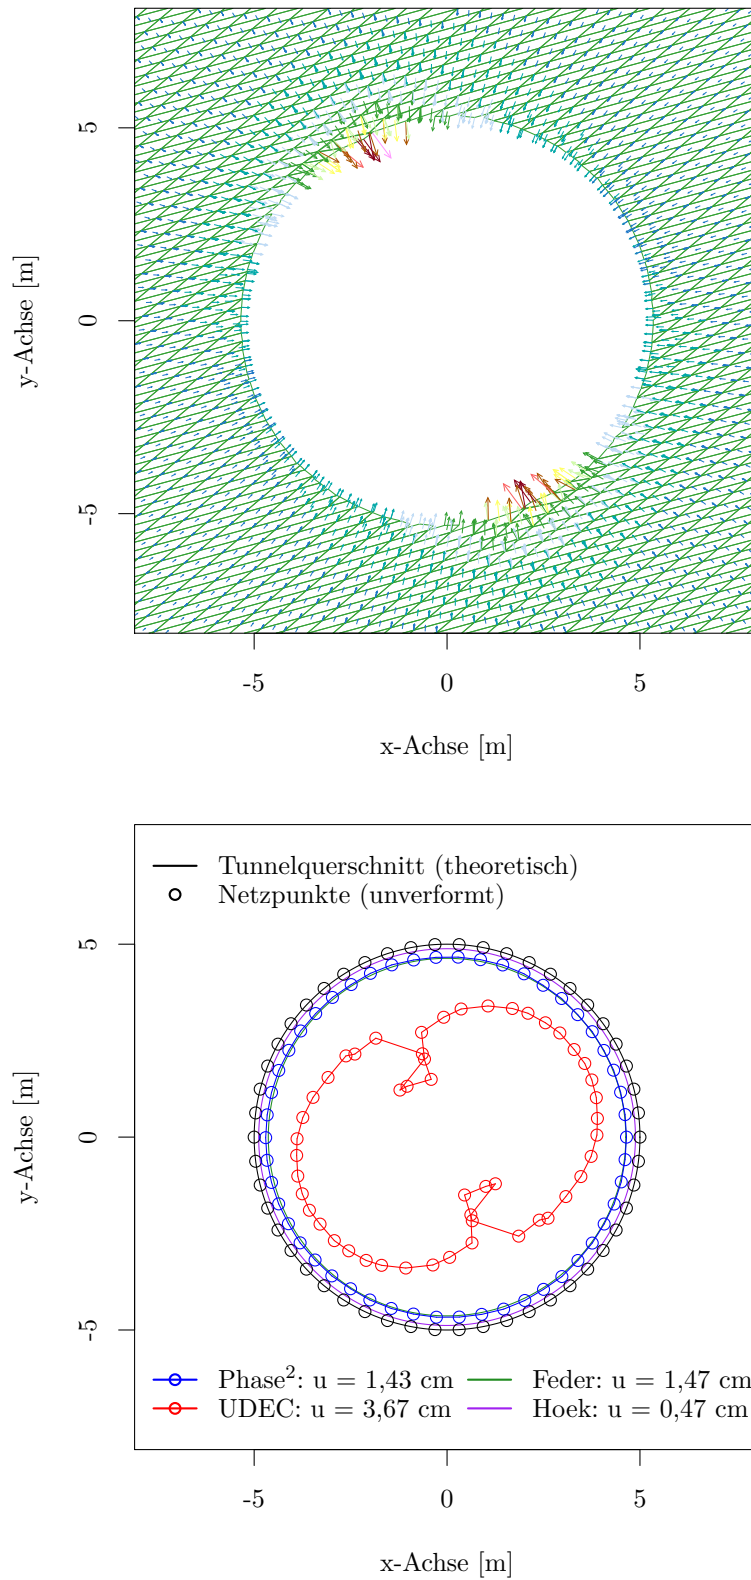 5
0
-5
y-Achse [m]
-5
0
5
x-Achse [m]
Tunnelquerschnitt (theoretisch)
Netzpunkte (unverformt)
5
0
-5
y-Achse [m]
Phase²: u = 1,43 cm
Feder: u = 1,47 cm
UDEC: u = 3,67 cm
Hoek: u = 0,47 cm
-5
0
5
x-Achse [m]